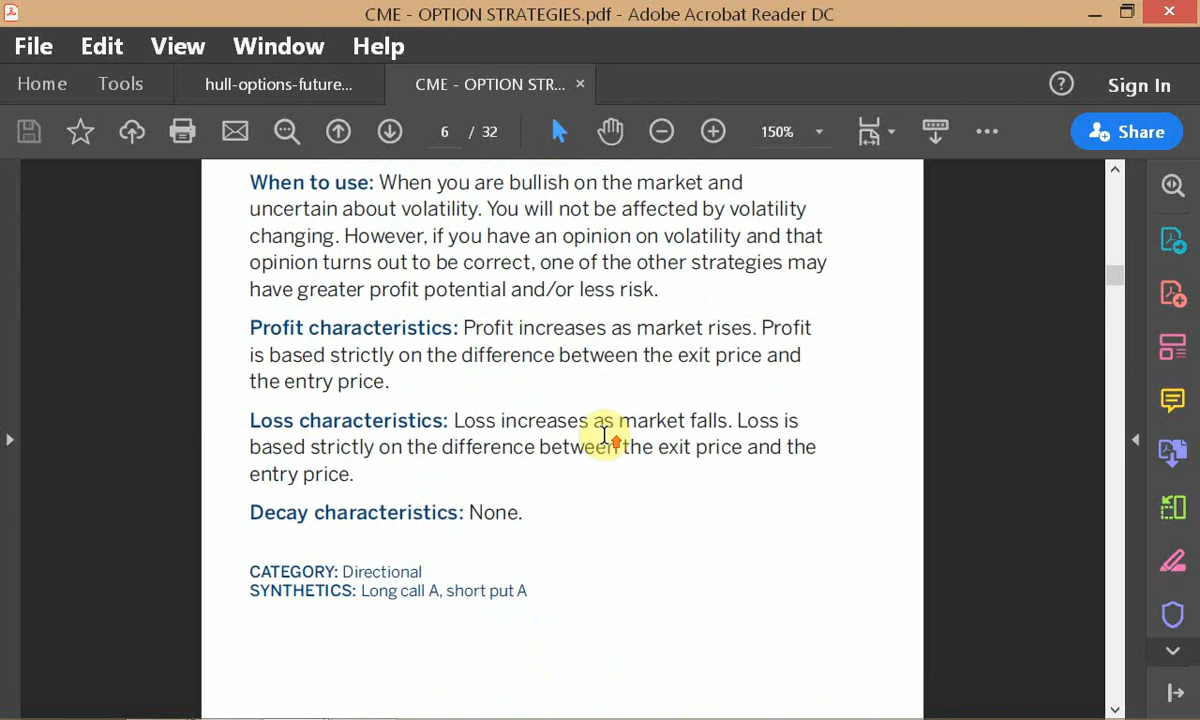 CME - OPTION STRATEGIES.pdf - Adobe Acrobat Reader DC
File Edit View Window Help
Home Tools hull-options-future... CME - OPTION STR... × ? Sign In
6 / 32 150% ... Share
When to use: When you are bullish on the market and
uncertain about volatility. You will not be affected by volatility
changing. However, if you have an opinion on volatility and that
opinion turns out to be correct, one of the other strategies may
have greater profit potential and/or less risk.
Profit characteristics: Profit increases as market rises. Profit
is based strictly on the difference between the exit price and
the entry price.
Loss characteristics: Loss increases as market falls. Loss is
based strictly on the difference between the exit price and the
entry price.
Decay characteristics: None.
CATEGORY: Directional
SYNTHETICS: Long call A, short put A